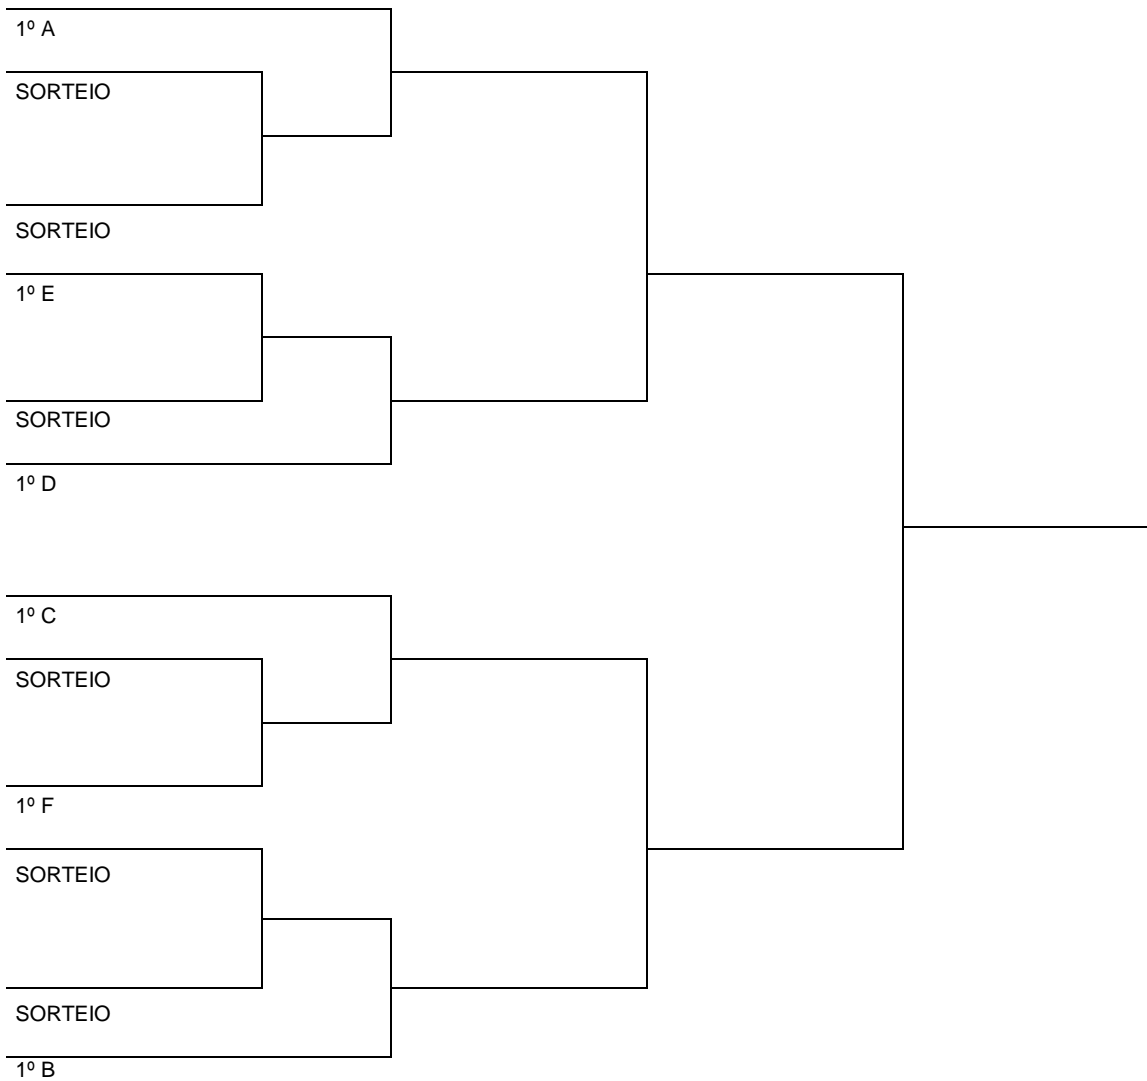 1º A
SORTEIO
SORTEIO
1º E
SORTEIO
1º D
1º C
SORTEIO
1º F
SORTEIO
SORTEIO
1º B